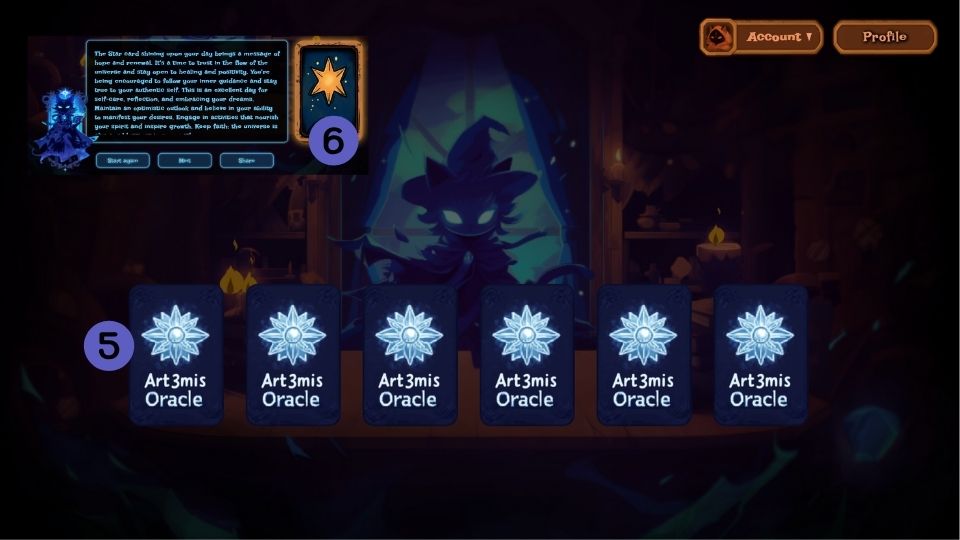 The Star card shining upon your day brings a message of
hope and renewal. It's a time to trust in the flow of the
universe and stay open to healing and positivity. You're
being encouraged to follow your inner guidance and stay
true to your authentic self. This is an excellent day for
self-care, reflection, and embracing your dreams.
Maintain an optimistic outlook and believe in your ability
to manifest your desires. Engage in activities that nourish
your spirit and inspire growth. Keep faith; the universe is
Start again
Mint
Share
6
Account
Profile
5
Art3mis
Oracle
Art3mis
Oracle
Art3mis
Oracle
Art3mis
Oracle
Art3mis
Oracle
Art3mis
Oracle